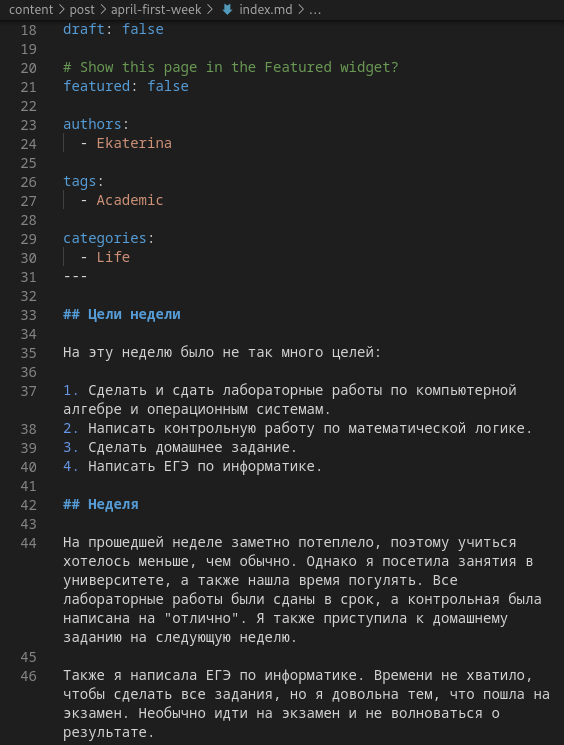 content > post > april-first-week > index.md > ...
18 draft: false
19
20 # Show this page in the Featured widget?
21 featured: false
22
23 authors:
24 - Ekaterina
25
26 tags:
27 - Academic
28
29 categories:
30 - Life
31 ---
32
33 ## Цели недели
34
35 На эту неделю было не так много целей:
36
37 1. Сделать и сдать лабораторные работы по компьютерной
алгебре и операционным системам.
38 2. Написать контрольную работу по математической логике.
39 3. Сделать домашнее задание.
40 4. Написать ЕГЭ по информатике.
41
42 ## Неделя
43
44 На прошедшей неделе заметно потеплело, поэтому учиться
хотелось меньше, чем обычно. Однако я посетила занятия в
университете, а также нашла время погулять. Все
лабораторные работы были сданы в срок, а контрольная была
написана на "отлично". Я также приступила к домашнему
заданию на следующую неделю.
45
46 Также я написала ЕГЭ по информатике. Времени не хватило,
чтобы сделать все задания, но я довольна тем, что пошла на
экзамен. Необычно идти на экзамен и не волноваться о
результате.